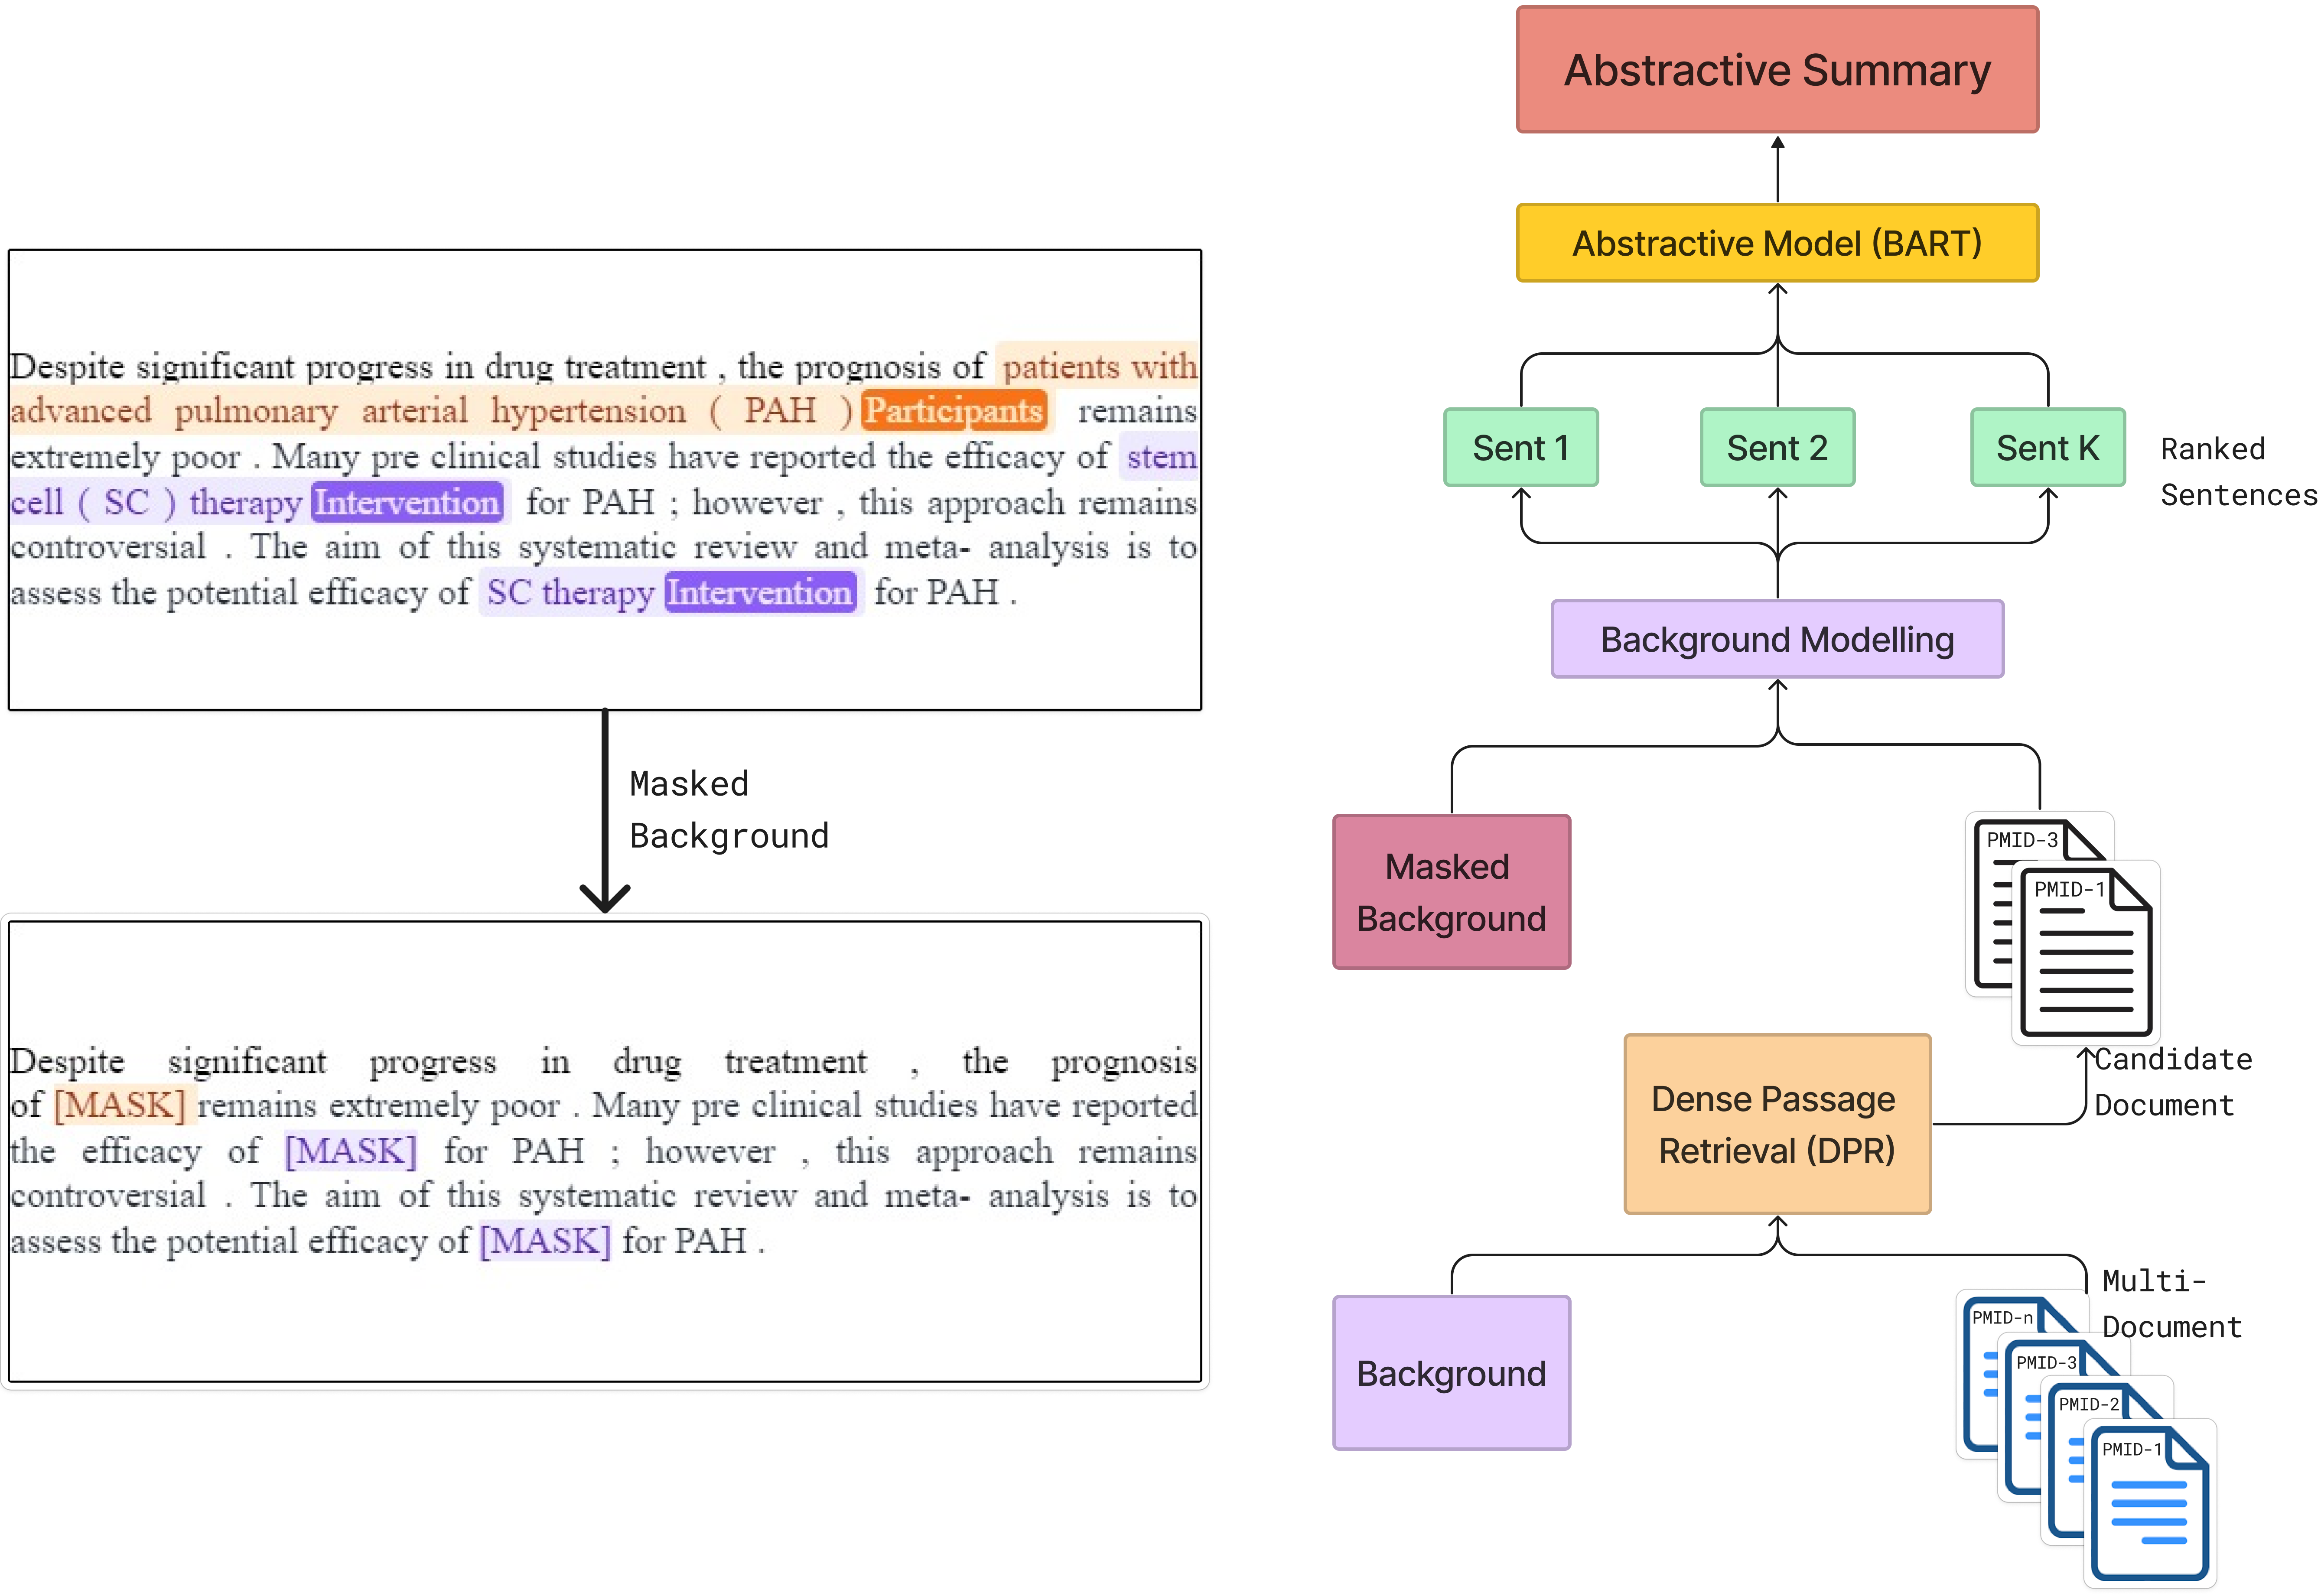 Despite significant progress in drug treatment , the prognosis of patients with
advanced pulmonary arterial hypertension ( PAH ) Participants remains
extremely poor . Many pre clinical studies have reported the efficacy of stem
cell ( SC ) therapy Intervention for PAH ; however , this approach remains
controversial . The aim of this systematic review and meta- analysis is to
assess the potential efficacy of SC therapy Intervention for PAH .
Masked
Background
Despite significant progress in drug treatment , the prognosis
of [MASK] remains extremely poor . Many pre clinical studies have reported
the efficacy of [MASK] for PAH ; however , this approach remains
controversial . The aim of this systematic review and meta- analysis is to
assess the potential efficacy of [MASK] for PAH .
Abstractive Summary
Abstractive Model (BART)
Sent 1
Sent 2
Sent K
Ranked
Sentences
Background Modelling
Masked
Background
PMID-3
PMID-1
Candidate
Document
Dense Passage
Retrieval (DPR)
Background
Multi-
Document
PMID-n
PMID-3
PMID-2
PMID-1